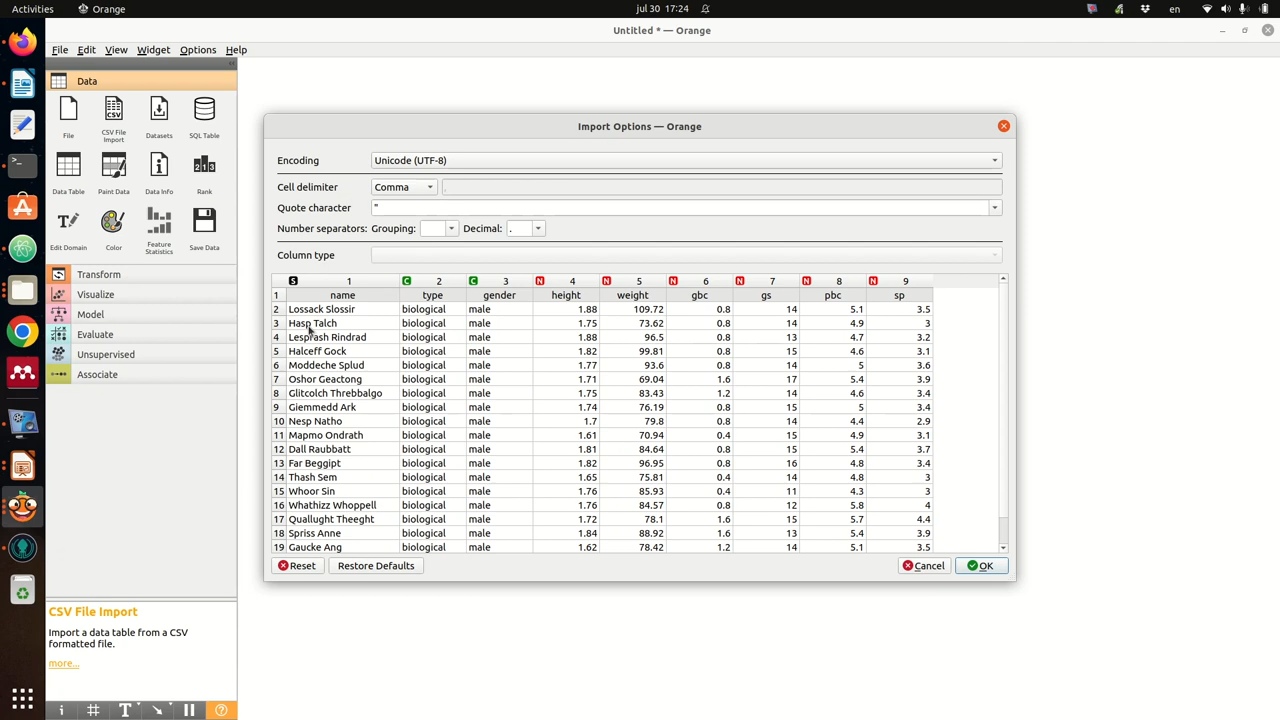 Activities Orange jul 30 17:24 en
Untitled * — Orange
File Edit View Widget Options Help
Data
File CSV File Import Datasets SQL Table
Data Table Paint Data Data Info Rank
Edit Domain Color Feature Statistics Save Data
Transform
Visualize
Model
Evaluate
Unsupervised
Associate
CSV File Import
Import a data table from a CSV
formatted file.
more...
Import Options — Orange
Encoding Unicode (UTF-8)
Cell delimiter Comma ,
Quote character "
Number separators: Grouping: Decimal: .
Column type
S 1 C 2 C 3 N 4 N 5 N 6 N 7 N 8 N 9
1 name type gender height weight gbc gs pbc sp
2 Lossack Slossir biological male 1.88 109.72 0.8 14 5.1 3.5
3 Hasp Talch biological male 1.75 73.62 0.8 14 4.9 3
4 Lesprash Rindrad biological male 1.88 96.5 0.8 13 4.7 3.2
5 Halceff Gock biological male 1.82 99.81 0.8 15 4.6 3.1
6 Moddeche Splud biological male 1.77 93.6 0.8 14 5 3.6
7 Oshor Geactong biological male 1.71 69.04 1.6 17 5.4 3.9
8 Glitcolch Threbbalgo biological male 1.75 83.43 1.2 14 4.6 3.4
9 Giemmedd Ark biological male 1.74 76.19 0.8 15 5 3.4
10 Nesp Natho biological male 1.7 79.8 0.8 14 4.4 2.9
11 Mapmo Ondrath biological male 1.61 70.94 0.4 15 4.9 3.1
12 Dall Raubbatt biological male 1.81 84.64 0.8 15 5.4 3.7
13 Far Beggipt biological male 1.82 96.95 0.8 16 4.8 3.4
14 Thash Sem biological male 1.65 75.81 0.4 14 4.8 3
15 Whoor Sin biological male 1.76 85.93 0.4 11 4.3 3
16 Whathizz Whoppell biological male 1.76 84.57 0.8 12 5.8 4
17 Quallught Theeght biological male 1.72 78.1 1.6 15 5.7 4.4
18 Spriss Anne biological male 1.84 88.92 1.6 13 5.4 3.9
19 Gaucke Ang biological male 1.62 78.42 1.2 14 5.1 3.5
Reset Restore Defaults Cancel OK